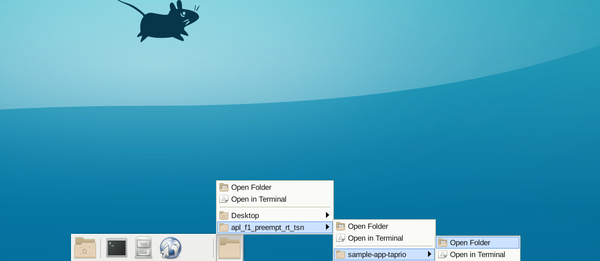 Open Folder
Open in Terminal
Desktop
apl_f1_preempt_rt_tsn
Open Folder
Open in Terminal
sample-app-taprio
Open Folder
Open in Terminal